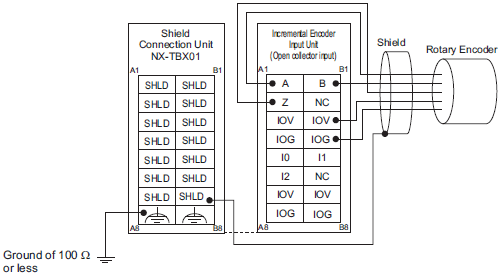 Shield
Connection Unit
NX-TBX01
A1 B1
SHLD SHLD
SHLD SHLD
SHLD SHLD
SHLD SHLD
SHLD SHLD
SHLD SHLD
SHLD SHLD
A8 B8
Ground of 100 Ω
or less
Incremental Encoder
Input Unit
(Open collector input)
A1 B1
A B
Z NC
IOV IOV
IOG IOG
I0 I1
I2 NC
IOV IOV
IOG IOG
A8 B8
Shield
Rotary Encoder